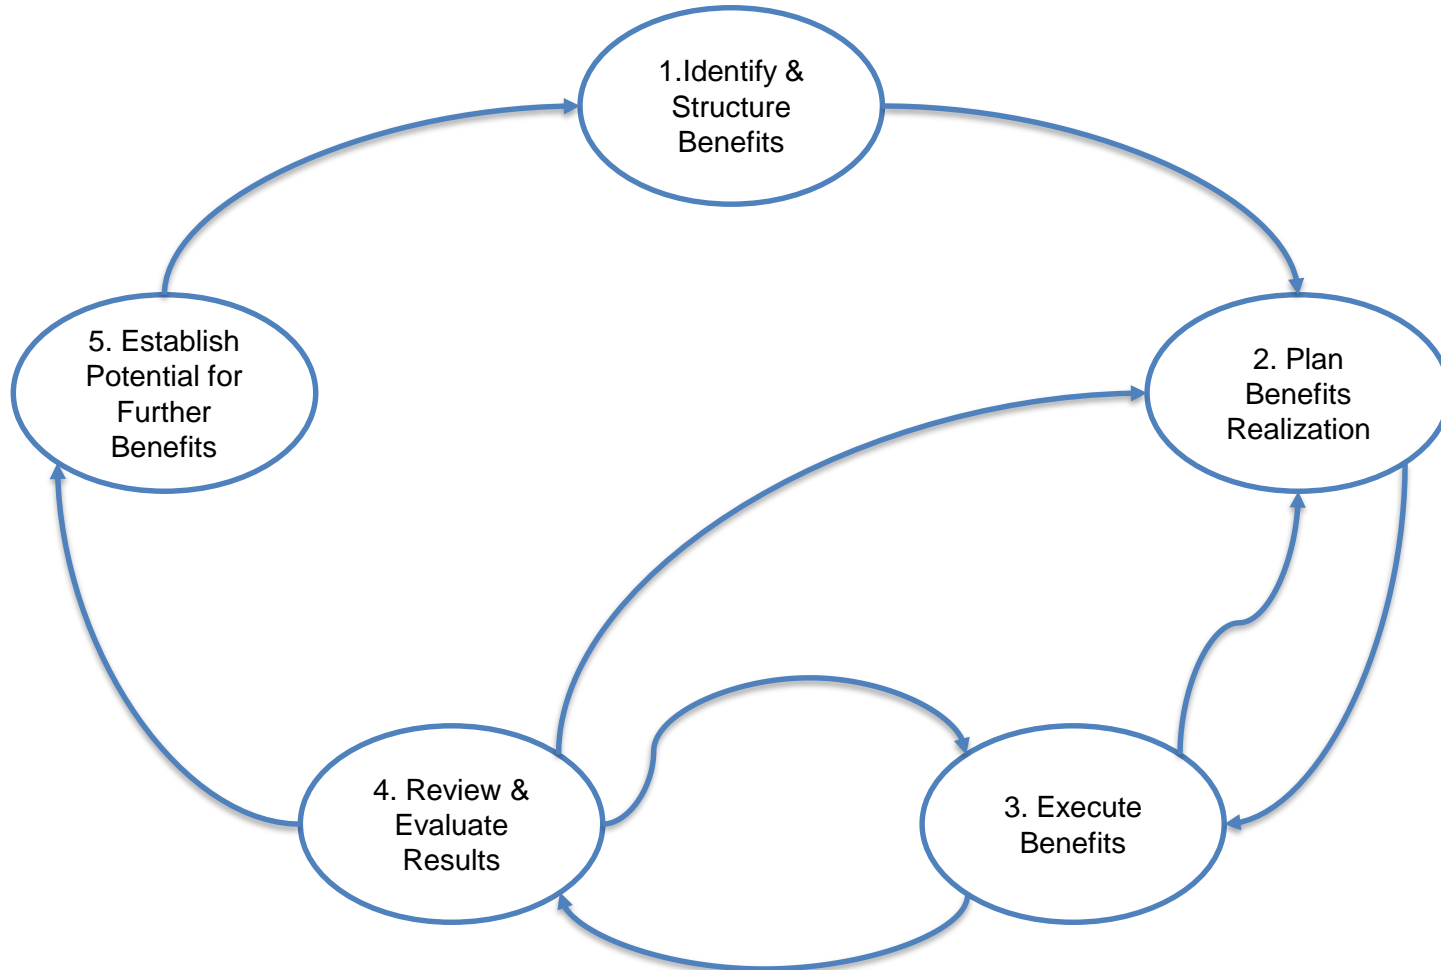 1.Identify &
Structure
Benefits
2. Plan
Benefits
Realization
3. Execute
Benefits
4. Review &
Evaluate
Results
5. Establish
Potential for
Further
Benefits